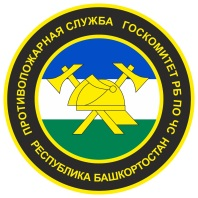 ПРОТИВОПОЖАРНАЯ СЛУЖБА ГОСКОМИТЕТ РБ ПО ЧС
РЕСПУБЛИКА БАШКОРТОСТАН